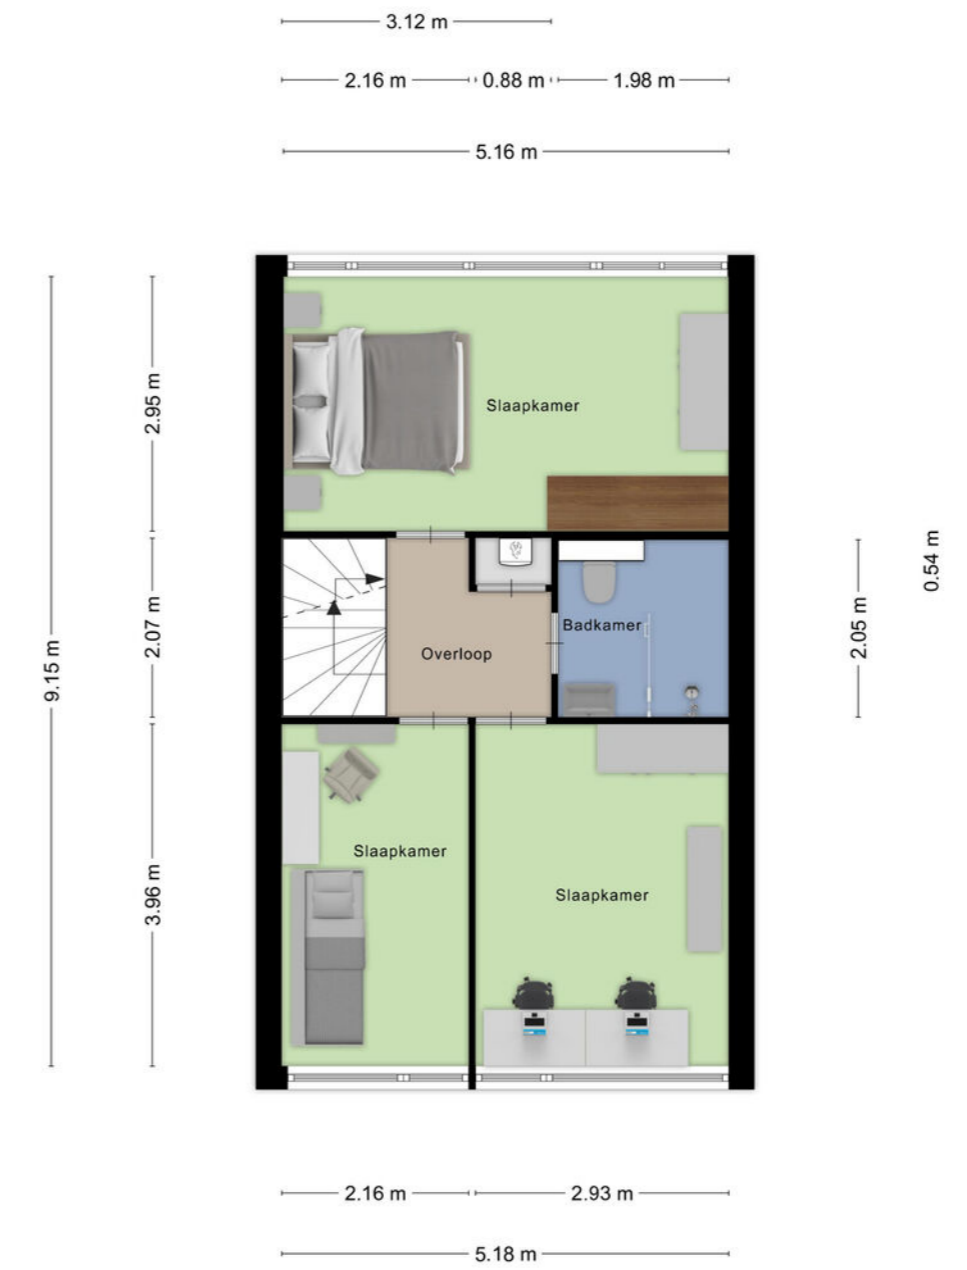 3.12 m
2.16 m 0.88 m 1.98 m
5.16 m
Slaapkamer
2.95 m
0.54 m
2.07 m
2.05 m
9.15 m
Badkamer
Overloop
Slaapkamer
Slaapkamer
3.96 m
2.16 m 2.93 m
5.18 m